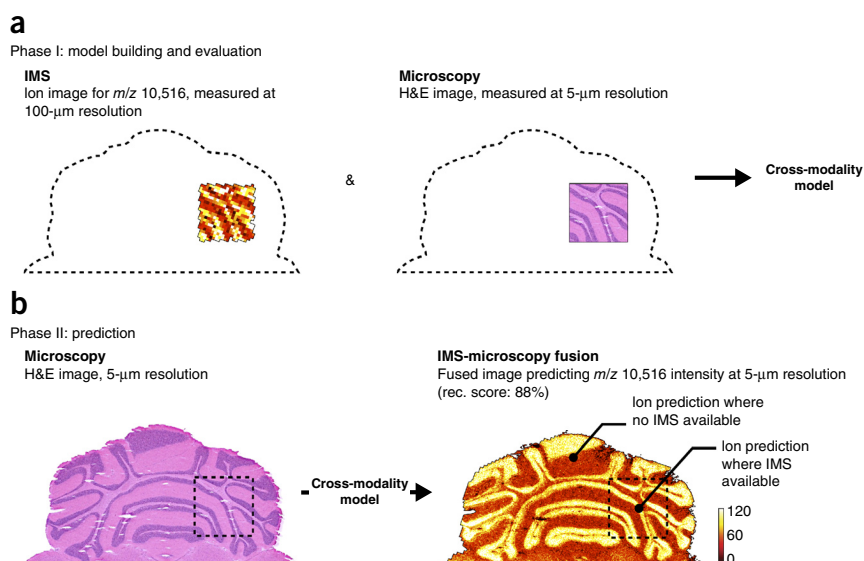 a
Phase I: model building and evaluation
IMS
Ion image for m/z 10,516, measured at
100-μm resolution
Microscopy
H&E image, measured at 5-μm resolution
&
Cross-modality
model
b
Phase II: prediction
Microscopy
H&E image, 5-μm resolution
IMS-microscopy fusion
Fused image predicting m/z 10,516 intensity at 5-μm resolution
(rec. score: 88%)
Ion prediction where
no IMS available
Ion prediction
where IMS
available
Cross-modality
model
120
60
0